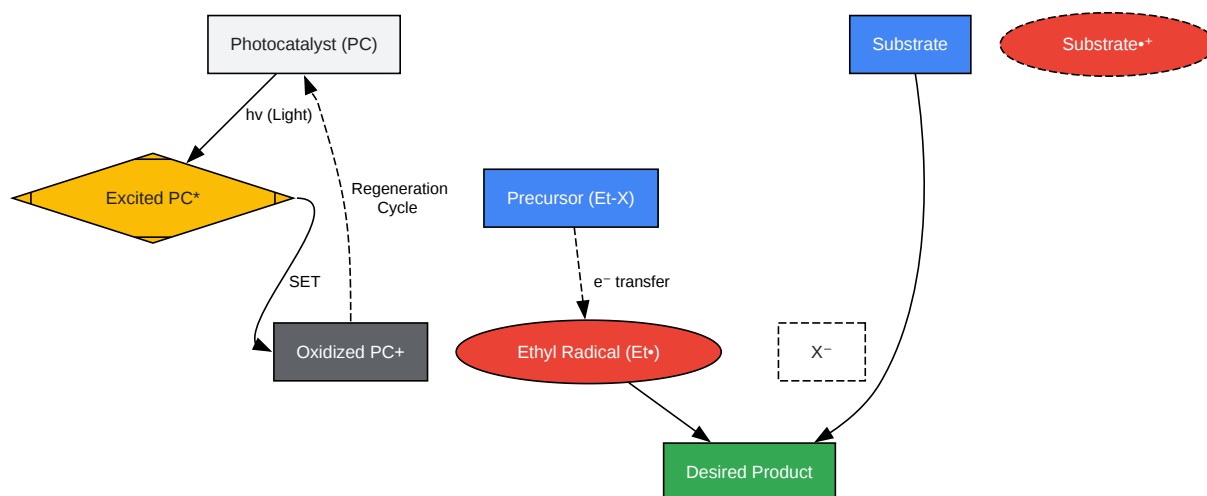 Photocatalyst (PC)
Substrate
Substrate•⁺
hv (Light)
Excited PC*
Regeneration
Cycle
Precursor (Et-X)
SET
e⁻ transfer
Oxidized PC+
Ethyl Radical (Et•)
X⁻
Desired Product